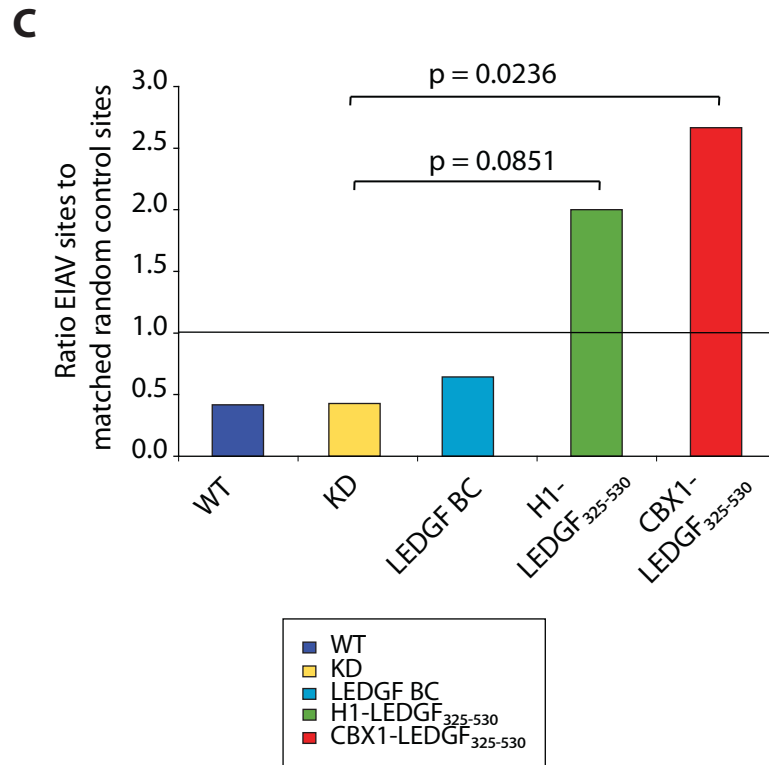 C
p = 0.0236
p = 0.0851
Ratio EIAV sites to
matched random control sites
3.0
2.5
2.0
1.5
1.0
0.5
0.0
WT
KD
LEDGF BC
H1-
LEDGF325-530
CBX1-
LEDGF325-530
WT
KD
LEDGF BC
H1-LEDGF325-530
CBX1-LEDGF325-530